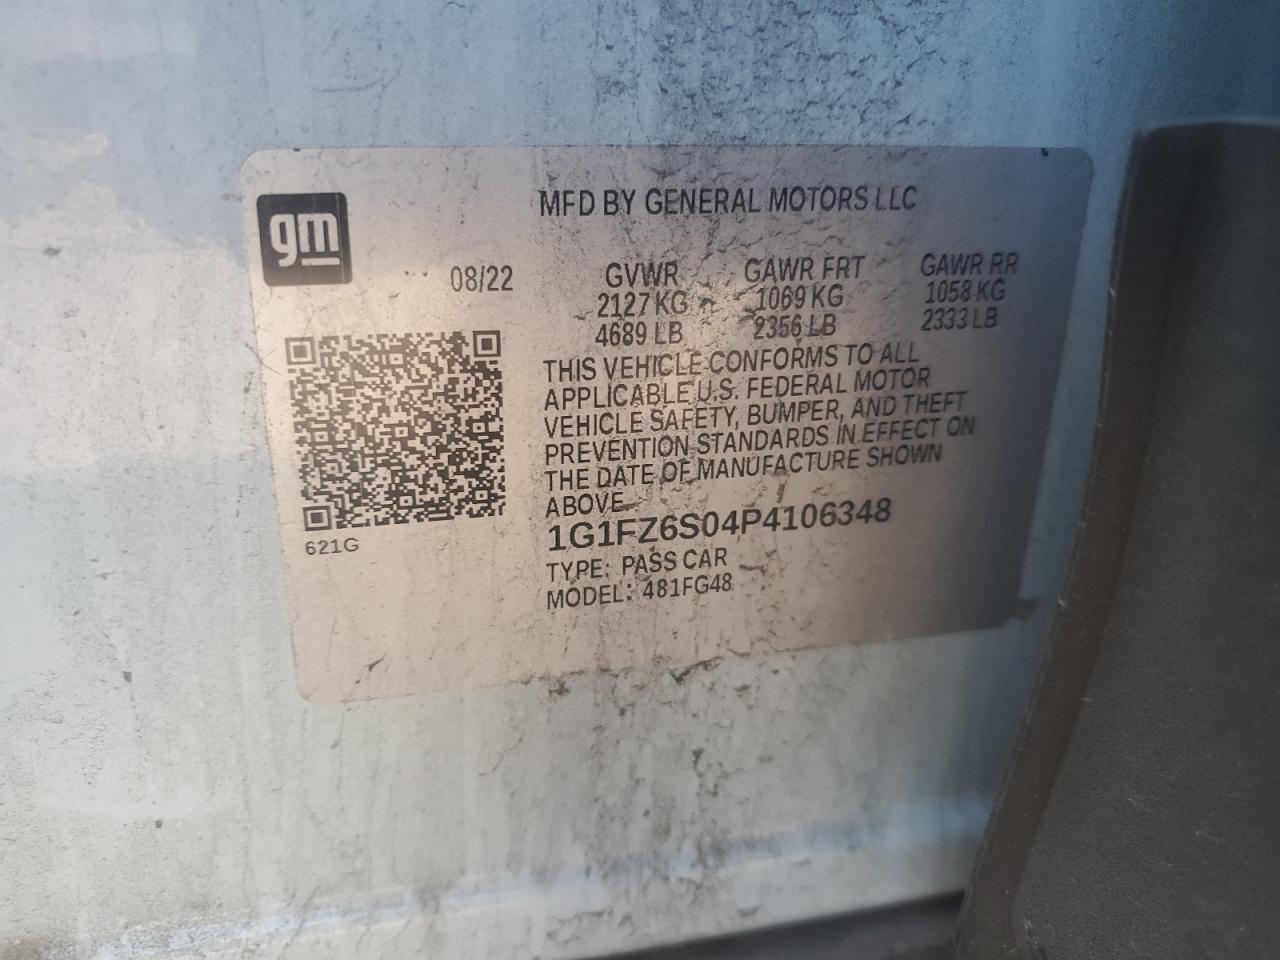 gm
MFD BY GENERAL MOTORS LLC
08/22 GVWR GAWR FRT GAWR RR
2127 KG 1069 KG 1058 KG
4689 LB 2356 LB 2333 LB
THIS VEHICLE CONFORMS TO ALL
APPLICABLE U.S. FEDERAL MOTOR
VEHICLE SAFETY, BUMPER, AND THEFT
PREVENTION STANDARDS IN EFFECT ON
THE DATE OF MANUFACTURE SHOWN
ABOVE
1G1FZ6S04P4106348
621G
TYPE: PASS CAR
MODEL: 481FG48